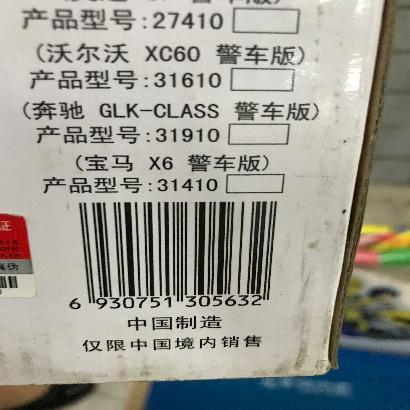 产品型号:27410
(沃尔沃 XC60 警车版)
产品型号:31610
(奔驰 GLK-CLASS 警车版)
产品型号:31910
(宝马 X6 警车版)
产品型号:31410
证
伪
6 930751 305632
中国制造
仅限中国境内销售